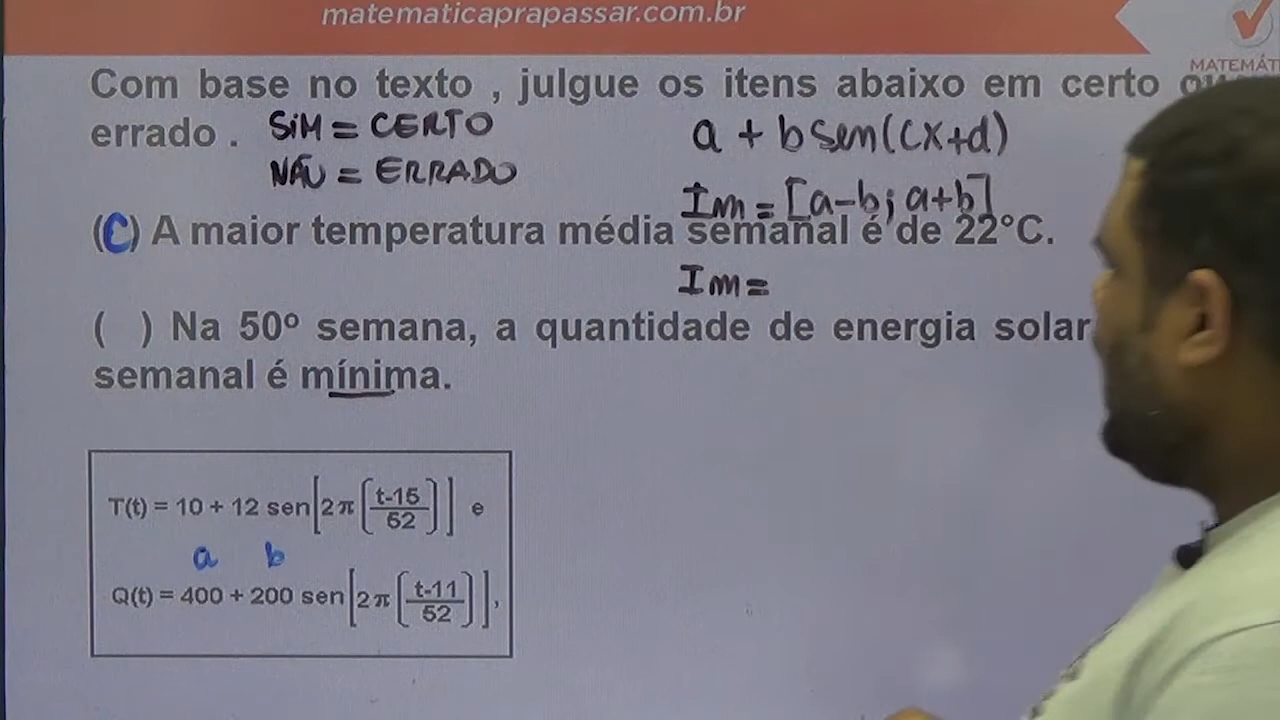 matematicaprapassar.com.br
MATEMÁT
Com base no texto , julgue os itens abaixo em certo ou
errado . SIM = CERTO
NÃO = ERRADO
a + b sen(cx+d)
Im = [a-b; a+b]
(C) A maior temperatura média semanal é de 22°C.
Im =
( ) Na 50º semana, a quantidade de energia solar
semanal é mínima.
T(t) = 10 + 12 sen[2π(t-15/52)] e
a b
Q(t) = 400 + 200 sen[2π(t-11/52)],